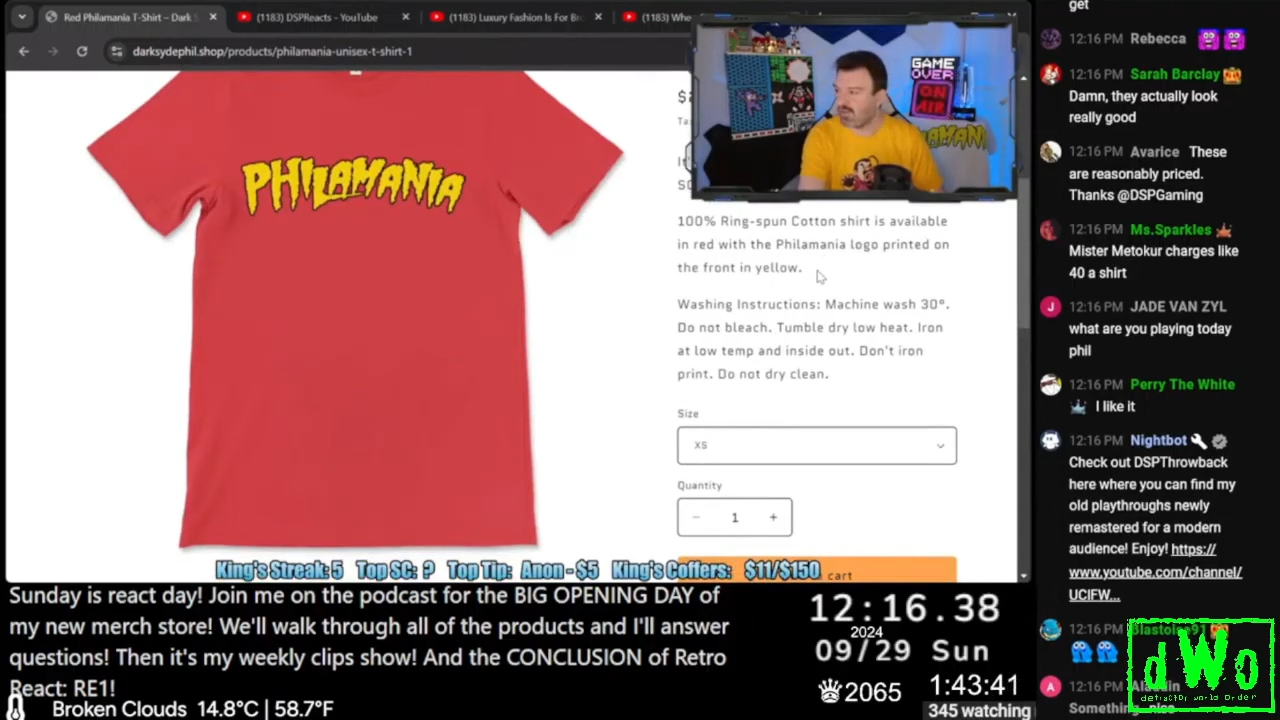 Red Philamania T-Shirt – Dark S
(1183) DSPReacts - YouTube
(1183) Luxury Fashion Is For Br
(1183) Whe
darksydephil.shop/products/philamania-unisex-t-shirt-1
GAME
OVER
ON
AIR
PHILAMANIA
100% Ring-spun Cotton shirt is available
in red with the Philamania logo printed on
the front in yellow.
Washing Instructions: Machine wash 30°.
Do not bleach. Tumble dry low heat. Iron
at low temp and inside out. Don't iron
print. Do not dry clean.
Size
XS
Quantity
− 1 +
cart
King's Streak: 5 Top SC: ? Top Tip: Anon - $5 King's Coffers: $11/$150
Sunday is react day! Join me on the podcast for the BIG OPENING DAY of
my new merch store! We'll walk through all of the products and I'll answer
questions! Then it's my weekly clips show! And the CONCLUSION of Retro
React: RE1!
Broken Clouds 14.8°C | 58.7°F
12:16.38
2024
09/29 Sun
2065
1:43:41
345 watching
get
12:16 PM Rebecca
12:16 PM Sarah Barclay
Damn, they actually look
really good
12:16 PM Avarice These
are reasonably priced.
Thanks @DSPGaming
12:16 PM Ms.Sparkles
Mister Metokur charges like
40 a shirt
12:16 PM JADE VAN ZYL
what are you playing today
phil
12:16 PM Perry The White
I like it
12:16 PM Nightbot
Check out DSPThrowback
here where you can find my
old playthroughs newly
remastered for a modern
audience! Enjoy! https://
www.youtube.com/channel/
UCIFW...
12:16 PM Blastoise91
A 12:16 PM Aladdin
Something nice
dWo
detractor world order